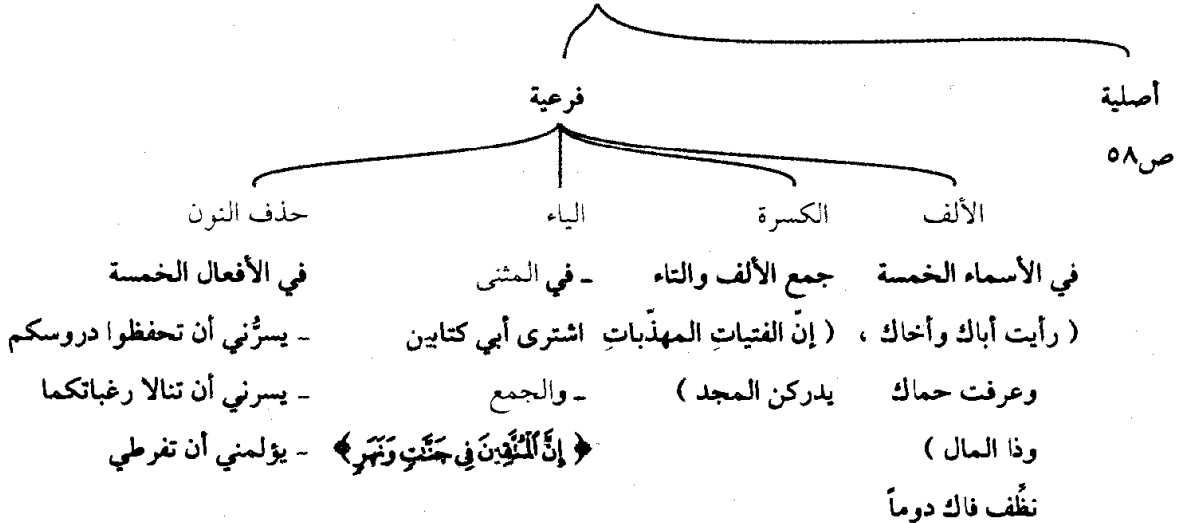 أصلية
فرعية
ص٥٨
الألف
الكسرة
الياء
حذف النون
في الأسماء الخمسة
( رأيت أباك وأخاك ،
وعرفت حماك
وذا المال )
نظّف فاك دوماً
جمع الألف والتاء
( إنّ الفتياتِ المهذّباتِ
يدركن المجد )
ـ في المثنى
اشترى أبي كتابين
ـ والجمع
﴿ إِنَّ ٱلْمُتَّقِينَ فِى جَنَّٰتٍ وَنَهَرٍ ﴾
في الأفعال الخمسة
ـ يسرُّني أن تحفظوا دروسكم
ـ يسرني أن تنالا رغباتكما
ـ يؤلمني أن تفرطي